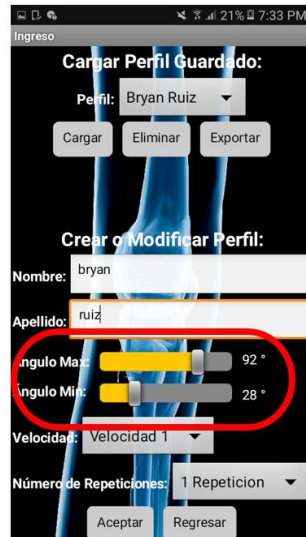 21% 7:33 PM
Ingreso
Cargar Perfil Guardado:
Perfil: Bryan Ruiz
Cargar Eliminar Exportar
Crear o Modificar Perfil:
Nombre: bryan
Apellido: ruiz
Ángulo Max: 92 °
Ángulo Min: 28 °
Velocidad: Velocidad 1
Número de Repeticiones: 1 Repeticion
Aceptar Regresar